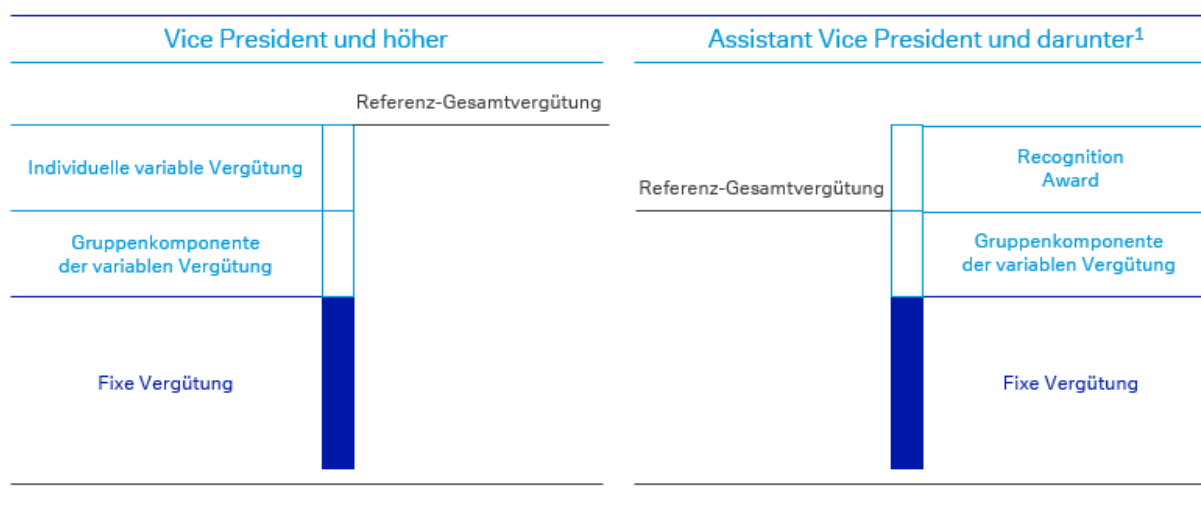 Vice President und höher
Assistant Vice President und darunter¹
Referenz-Gesamtvergütung
Individuelle variable Vergütung
Gruppenkomponente
der variablen Vergütung
Fixe Vergütung
Referenz-Gesamtvergütung
Recognition
Award
Gruppenkomponente
der variablen Vergütung
Fixe Vergütung